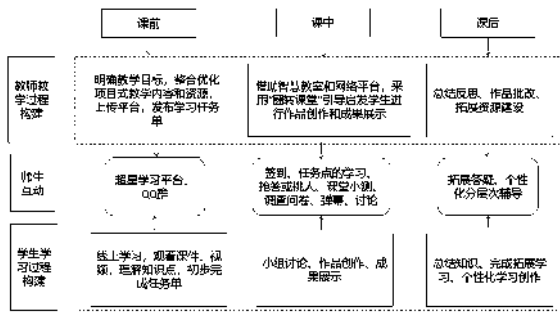 课前
课中
课后
教师教
学过程
构建
明确教学目标，整合优化
项目式教学内容和资源，
上传平台，发布学习任务
单
借助智慧教室和网络平台，采
用"翻转课堂"引导启发学生进
行作品创作和成果展示
总结反思、作品批改、
拓展资源建设
师生
互动
超星学习平台、
QQ群
签到、任务点的学习、
抢答或挑人、课堂小测、
调查问卷、弹幕、讨论
拓展答疑、个性
化分层次辅导
学生学
习过程
构建
线上学习，观看课件、视
频，理解知识点，初步完
成任务单
小组讨论、作品创作、成
果展示
总结知识、完成拓展学
习、个性化学习创作